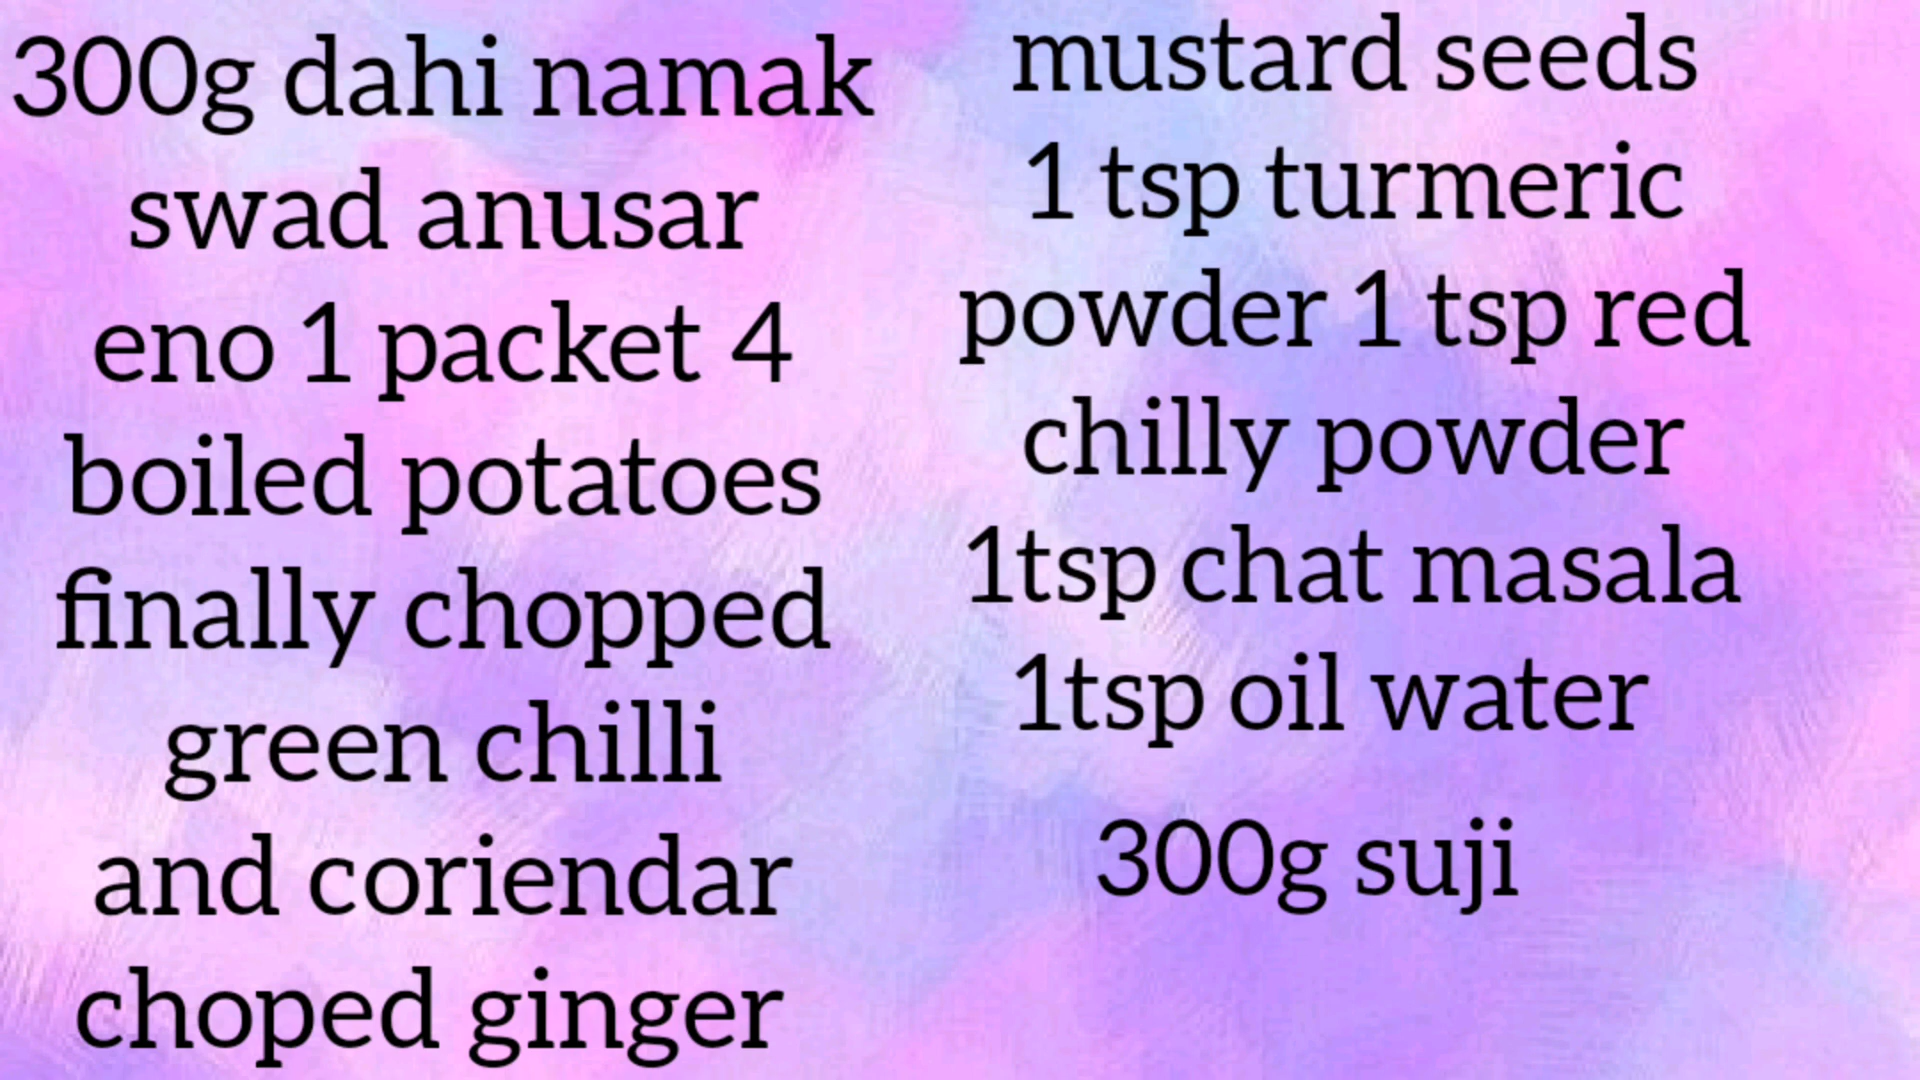 300g dahi namak
swad anusar
eno 1 packet 4
boiled potatoes
finally chopped
green chilli
and coriendar
choped ginger
mustard seeds
1 tsp turmeric
powder 1 tsp red
chilly powder
1tsp chat masala
1tsp oil water
300g suji